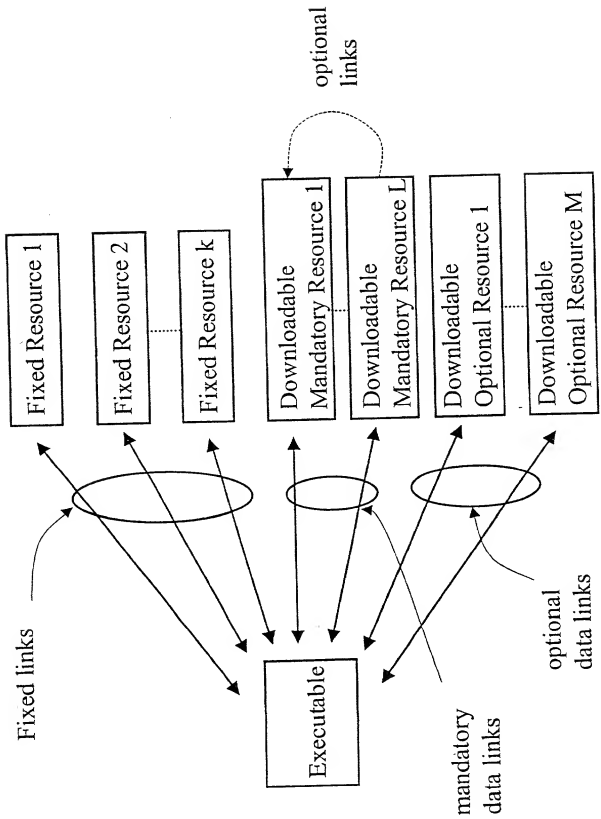 Fixed Resource 1
Fixed Resource 2
Fixed Resource k
Downloadable
Mandatory Resource 1
Downloadable
Mandatory Resource L
Downloadable
Optional Resource 1
Downloadable
Optional Resource M
optional
links
Fixed links
Executable
mandatory
data links
optional
data links